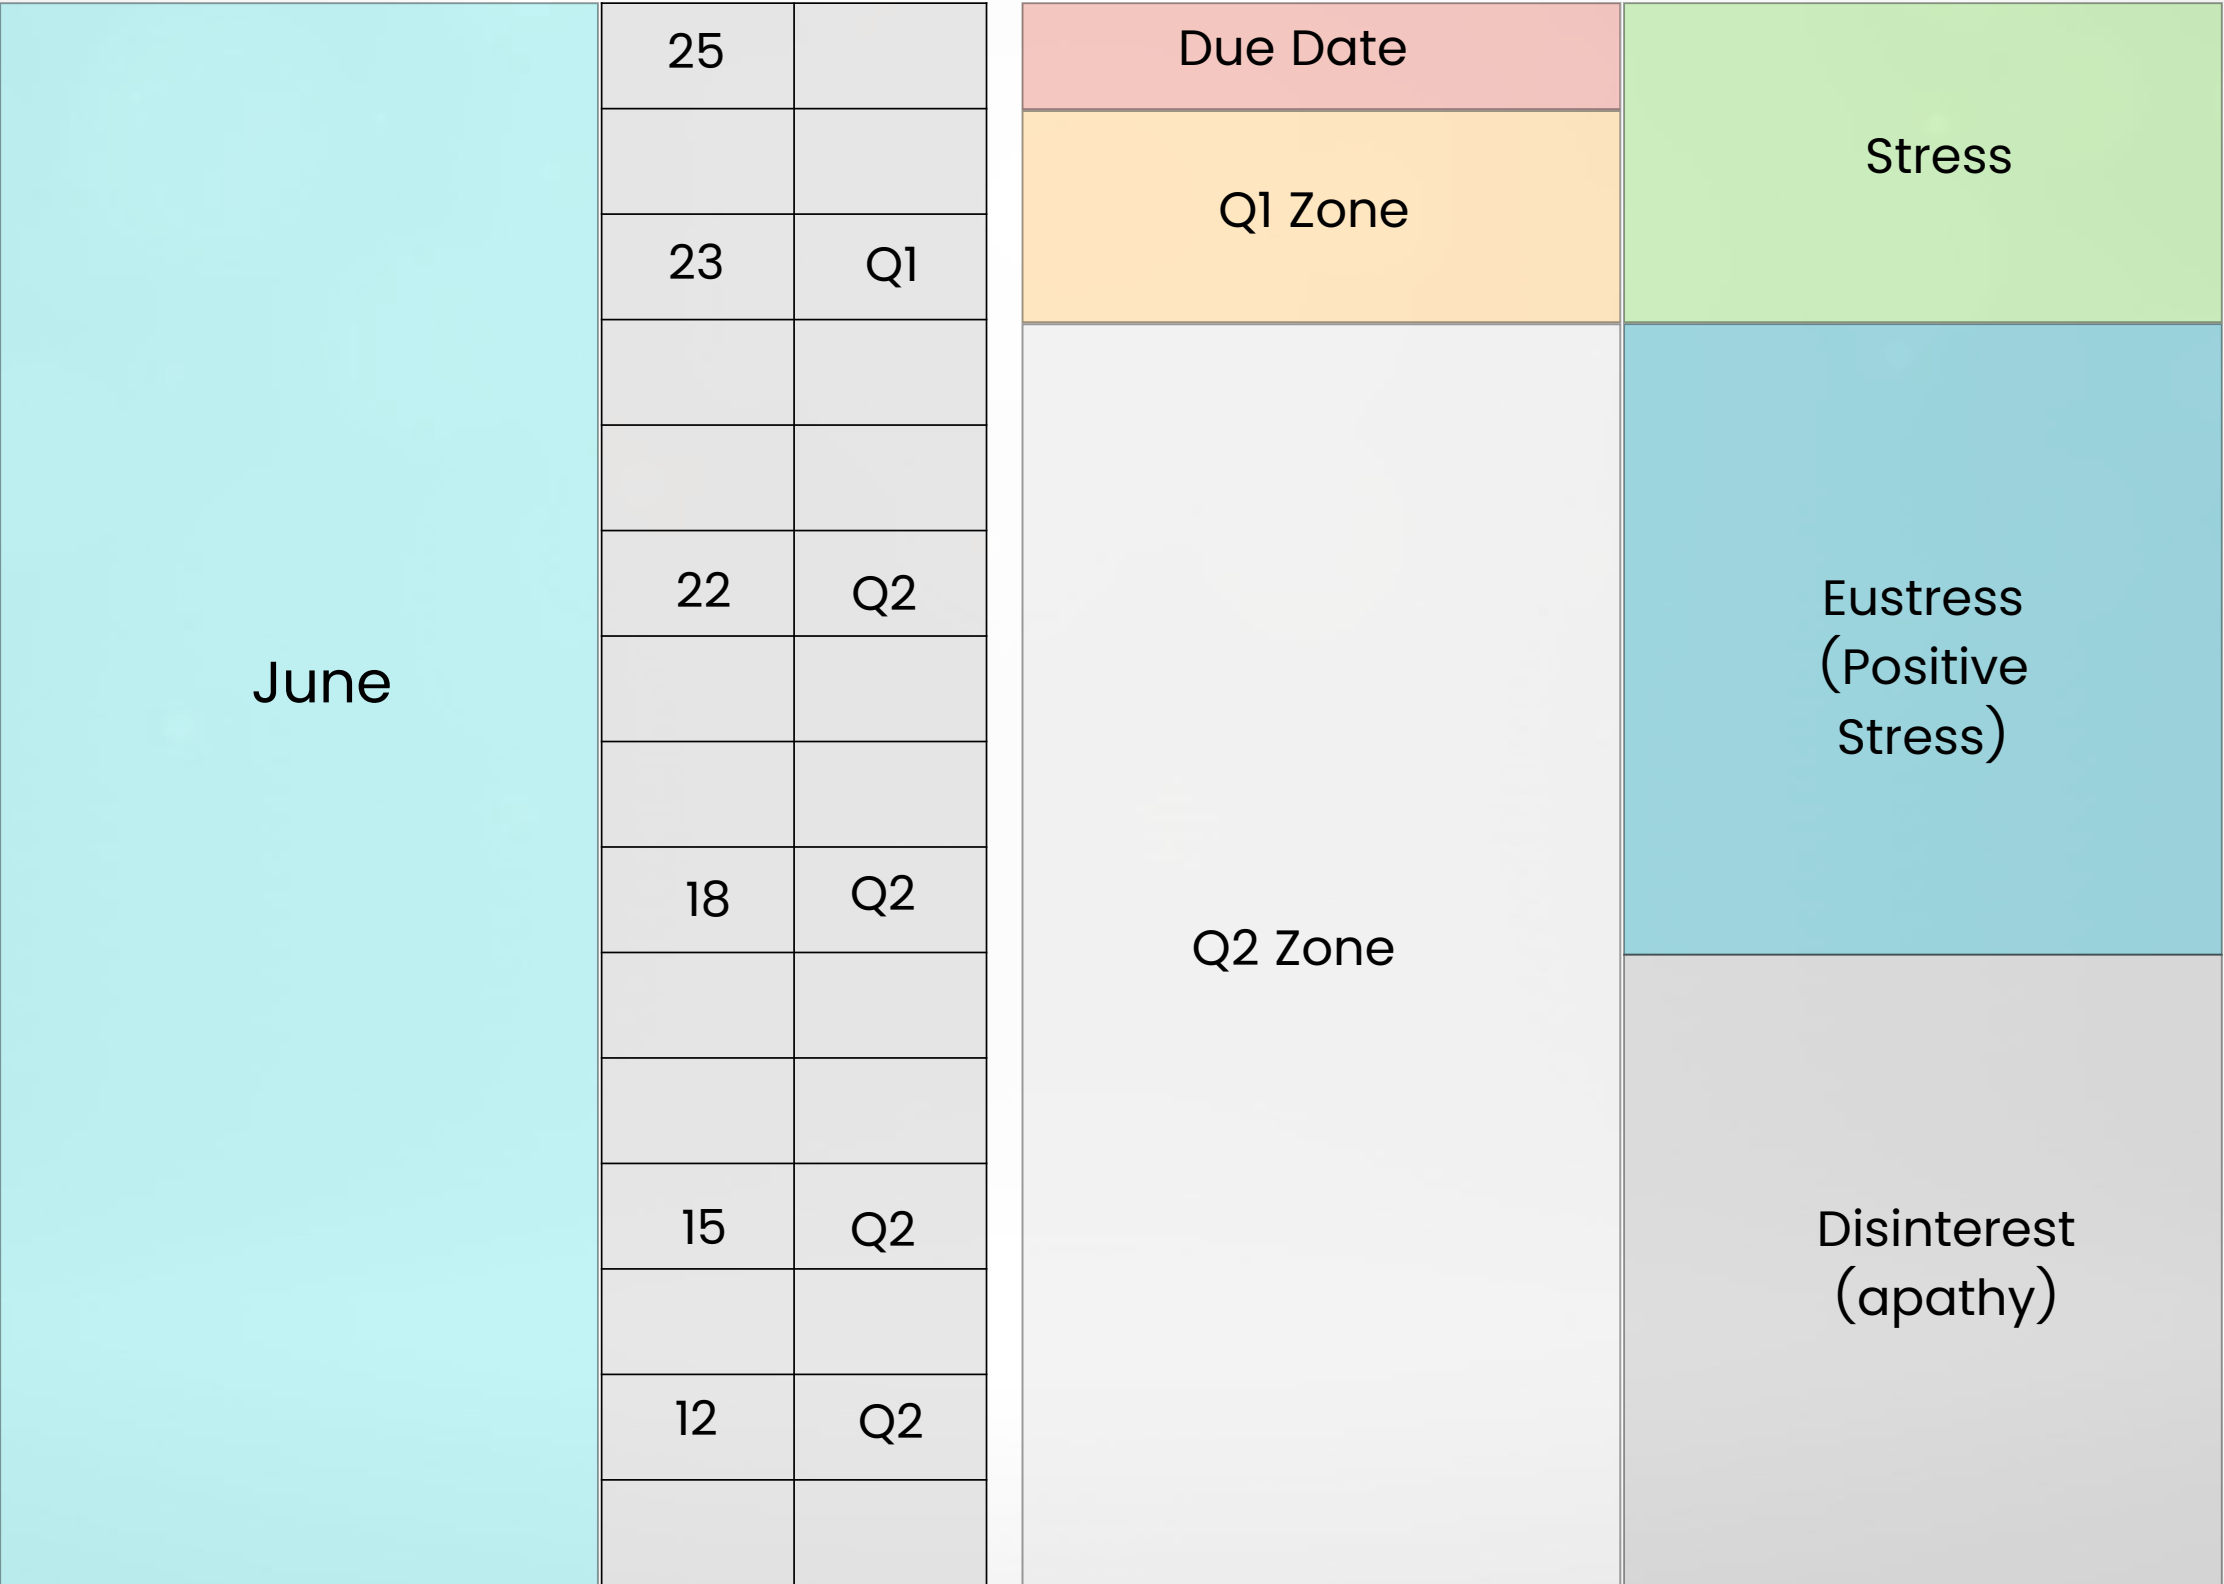 25
Due Date
Stress
Q1 Zone
23 Q1
22 Q2
Eustress
(Positive
Stress)
June
18 Q2
Q2 Zone
15 Q2
Disinterest
(apathy)
12 Q2